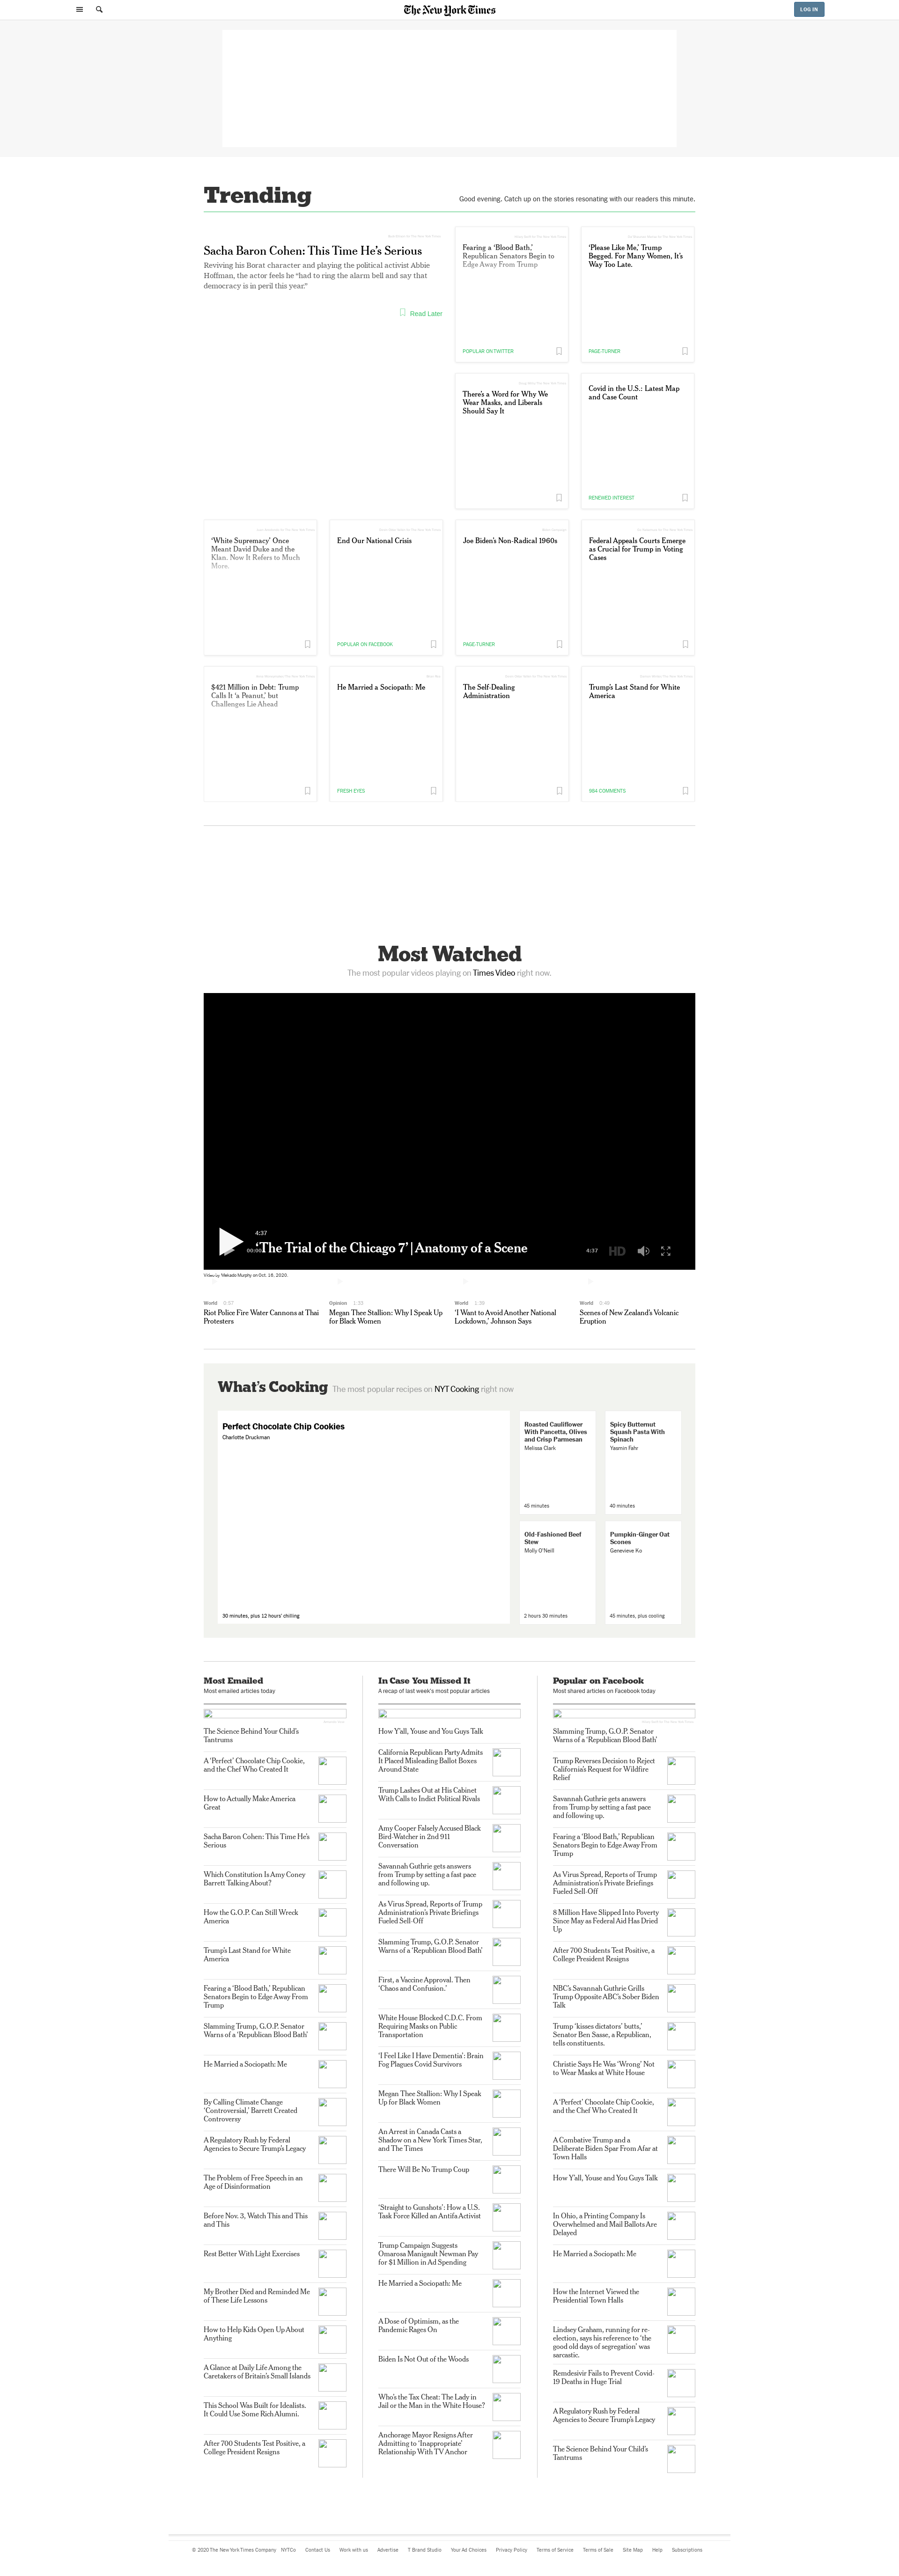 The New York Times
LOG IN
Trending
Good evening. Catch up on the stories resonating with our readers this minute.
Sacha Baron Cohen: This Time He's Serious
Reviving his Borat character and playing the political activist Abbie
Hoffman, the actor feels he "had to ring the alarm bell and say that
democracy is in peril this year."
Read Later
Fearing a 'Blood Bath,'
Republican Senators Begin to
Edge Away From Trump
POPULAR ON TWITTER
'Please Like Me,' Trump
Begged. For Many Women, It's
Way Too Late.
PAGE-TURNER
There's a Word for Why We
Wear Masks, and Liberals
Should Say It
Covid in the U.S.: Latest Map
and Case Count
RENEWED INTEREST
'White Supremacy' Once
Meant David Duke and the
Klan. Now It Refers to Much
More.
End Our National Crisis
POPULAR ON FACEBOOK
Joe Biden's Non-Radical 1960s
PAGE-TURNER
Federal Appeals Courts Emerge
as Crucial for Trump in Voting
Cases
$421 Million in Debt: Trump
Calls It 'a Peanut,' but
Challenges Lie Ahead
He Married a Sociopath: Me
FRESH EYES
The Self-Dealing
Administration
Trump's Last Stand for White
America
984 COMMENTS
Most Watched
The most popular videos playing on Times Video right now.
4:37
00:00
'The Trial of the Chicago 7' | Anatomy of a Scene
4:37
HD
Mekado Murphy on Oct. 16, 2020.
World 0:37
Riot Police Fire Water Cannons at Thai
Protesters
Opinion 1:33
Megan Thee Stallion: Why I Speak Up
for Black Women
World 1:39
'I Want to Avoid Another National
Lockdown,' Johnson Says
World 0:40
Scenes of New Zealand's Volcanic
Eruption
What's Cooking The most popular recipes on NYT Cooking right now
Perfect Chocolate Chip Cookies
Charlotte Druckman
30 minutes, plus 12 hours' chilling
Roasted Cauliflower
With Pancetta, Olives
and Crisp Parmesan
Melissa Clark
45 minutes
Spicy Butternut
Squash Pasta With
Spinach
Yasmin Fahr
40 minutes
Old-Fashioned Beef
Stew
Molly O'Neill
2 hours 30 minutes
Pumpkin-Ginger Oat
Scones
Genevieve Ko
45 minutes, plus cooling
Most Emailed
Most emailed articles today
The Science Behind Your Child's
Tantrums
A 'Perfect' Chocolate Chip Cookie,
and the Chef Who Created It
How to Actually Make America
Great
Sacha Baron Cohen: This Time He's
Serious
Which Constitution Is Amy Coney
Barrett Talking About?
How the G.O.P. Can Still Wreck
America
Trump's Last Stand for White
America
Fearing a 'Blood Bath,' Republican
Senators Begin to Edge Away From
Trump
Slamming Trump, G.O.P. Senator
Warns of a 'Republican Blood Bath'
He Married a Sociopath: Me
By Calling Climate Change
'Controversial,' Barrett Created
Controversy
A Regulatory Rush by Federal
Agencies to Secure Trump's Legacy
The Problem of Free Speech in an
Age of Disinformation
Before Nov. 3, Watch This and This
and This
Rest Better With Light Exercises
My Brother Died and Reminded Me
of These Life Lessons
How to Help Kids Open Up About
Anything
A Glance at Daily Life Among the
Caretakers of Britain's Small Islands
This School Was Built for Idealists.
It Could Use Some Rich Alumni.
After 700 Students Test Positive, a
College President Resigns
In Case You Missed It
A recap of last week's most popular articles
How Y'all, Youse and You Guys Talk
California Republican Party Admits
It Placed Misleading Ballot Boxes
Around State
Trump Lashes Out at His Cabinet
With Calls to Indict Political Rivals
Amy Cooper Falsely Accused Black
Bird-Watcher in 2nd 911
Conversation
Savannah Guthrie gets answers
from Trump by setting a fast pace
and following up.
As Virus Spread, Reports of Trump
Administration's Private Briefings
Fueled Sell-Off
Slamming Trump, G.O.P. Senator
Warns of a 'Republican Blood Bath'
First, a Vaccine Approval. Then
'Chaos and Confusion.'
White House Blocked C.D.C. From
Requiring Masks on Public
Transportation
'I Feel Like I Have Dementia': Brain
Fog Plagues Covid Survivors
Megan Thee Stallion: Why I Speak
Up for Black Women
An Arrest in Canada Casts a
Shadow on a New York Times Star,
and The Times
There Will Be No Trump Coup
'Straight to Gunshots': How a U.S.
Task Force Killed an Antifa Activist
Trump Campaign Suggests
Omarosa Manigault Newman Pay
for $1 Million in Ad Spending
He Married a Sociopath: Me
A Dose of Optimism, as the
Pandemic Rages On
Biden Is Not Out of the Woods
Who's the Tax Cheat: The Lady in
Jail or the Man in the White House?
Anchorage Mayor Resigns After
Admitting to 'Inappropriate'
Relationship With TV Anchor
Popular on Facebook
Most shared articles on Facebook today
Slamming Trump, G.O.P. Senator
Warns of a 'Republican Blood Bath'
Trump Reverses Decision to Reject
California's Request for Wildfire
Relief
Savannah Guthrie gets answers
from Trump by setting a fast pace
and following up.
Fearing a 'Blood Bath,' Republican
Senators Begin to Edge Away From
Trump
As Virus Spread, Reports of Trump
Administration's Private Briefings
Fueled Sell-Off
8 Million Have Slipped Into Poverty
Since May as Federal Aid Has Dried
Up
After 700 Students Test Positive, a
College President Resigns
NBC's Savannah Guthrie Grills
Trump Opposite ABC's Sober Biden
Talk
Trump 'kisses dictators' butts,'
Senator Ben Sasse, a Republican,
tells constituents.
Christie Says He Was 'Wrong' Not
to Wear Masks at White House
A 'Perfect' Chocolate Chip Cookie,
and the Chef Who Created It
A Combative Trump and a
Deliberate Biden Spar From Afar at
Town Halls
How Y'all, Youse and You Guys Talk
In Ohio, a Printing Company Is
Overwhelmed and Mail Ballots Are
Delayed
He Married a Sociopath: Me
How the Internet Viewed the
Presidential Town Halls
Lindsey Graham, running for re-
election, says his reference to 'the
good old days of segregation' was
sarcastic.
Remdesivir Fails to Prevent Covid-
19 Deaths in Huge Trial
A Regulatory Rush by Federal
Agencies to Secure Trump's Legacy
The Science Behind Your Child's
Tantrums
© 2020 The New York Times Company NYTCo Contact Us Work with us Advertise T Brand Studio Your Ad Choices Privacy Policy Terms of Service Terms of Sale Site Map Help Subscriptions